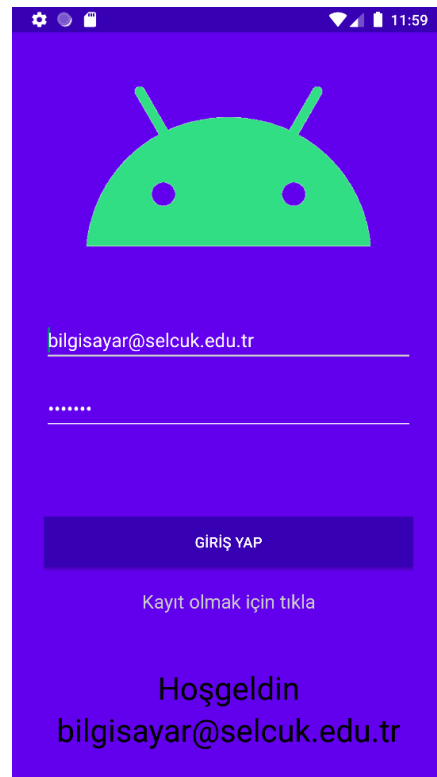 11:59
bilgisayar@selcuk.edu.tr
•••••••
GİRİŞ YAP
Kayıt olmak için tıkla
Hoşgeldin
bilgisayar@selcuk.edu.tr